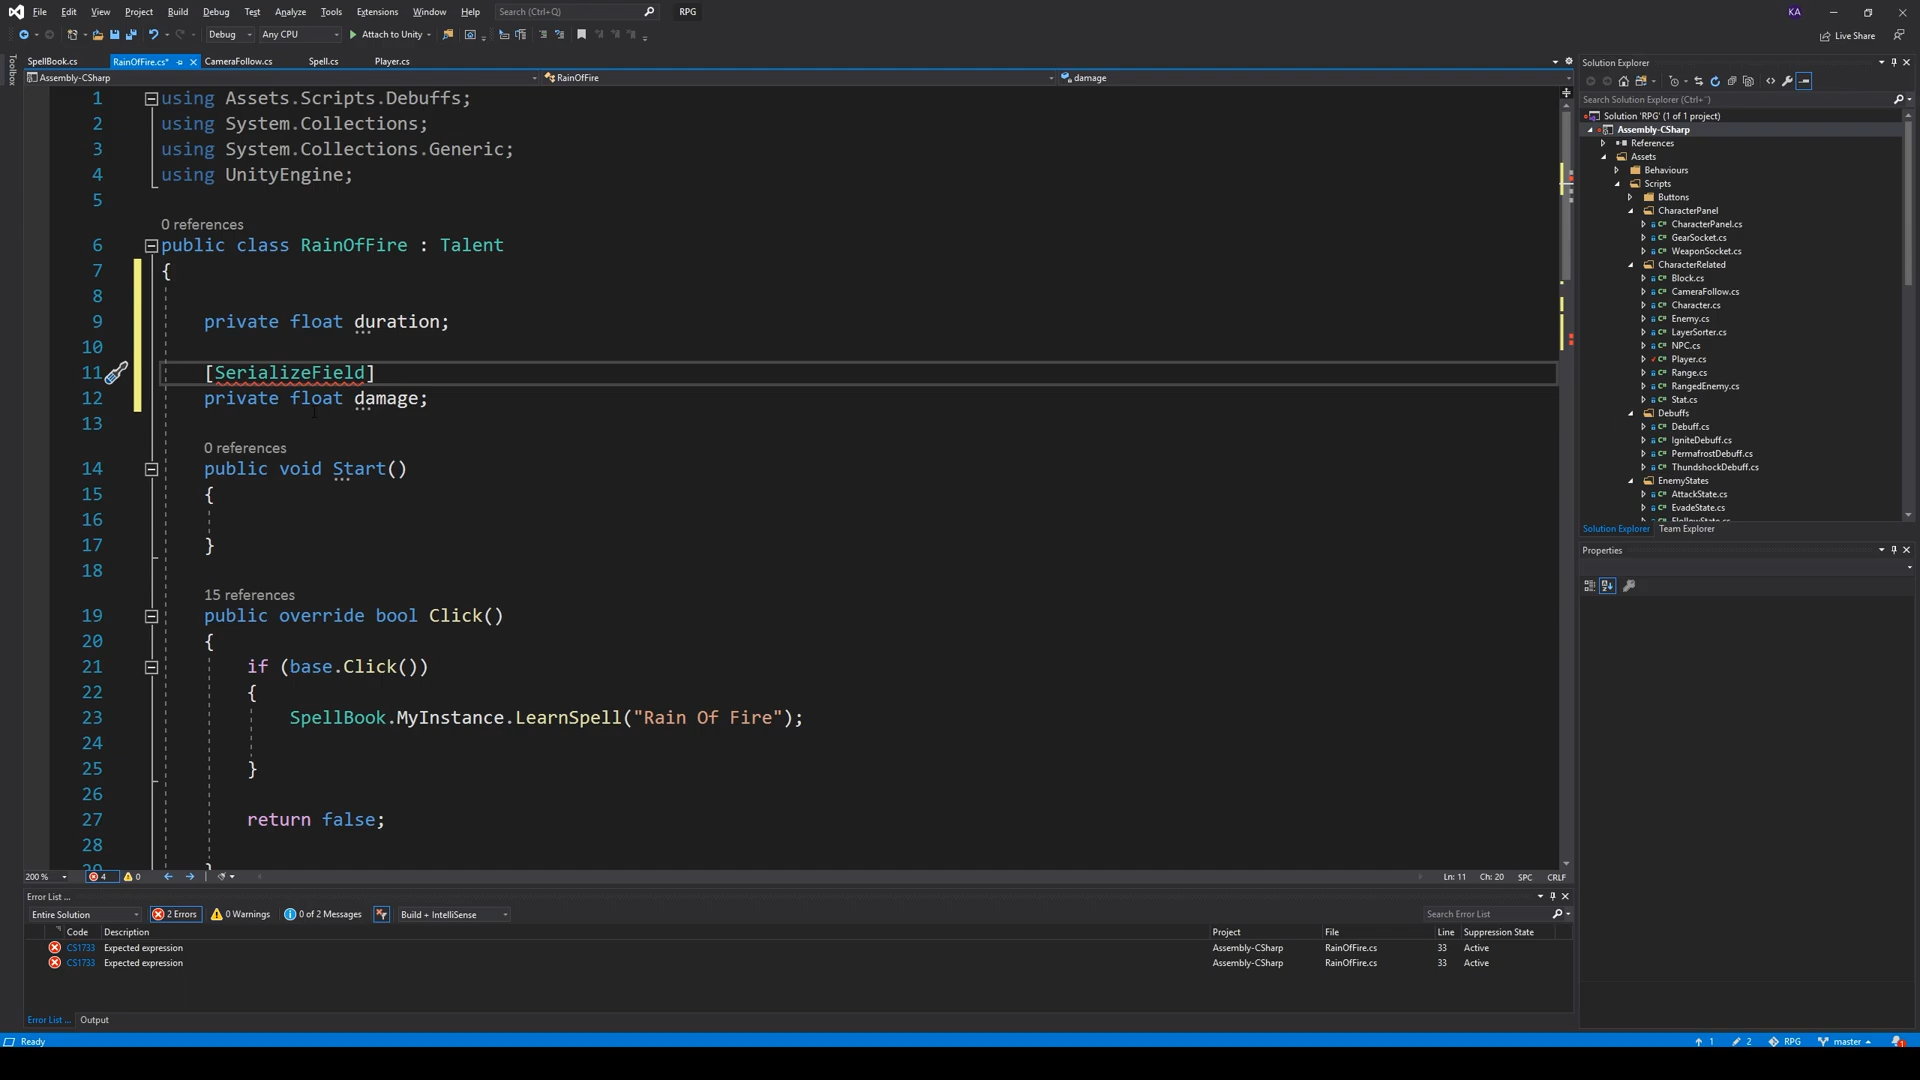 File Edit View Project Build Debug Test Analyze Tools Extensions Window Help Search (Ctrl+Q) RPG KA
Debug Any CPU Attach to Unity Live Share
SpellBook.cs RainOfFire.cs* CameraFollow.cs Spell.cs Player.cs
Toolbox
Assembly-CSharp RainOfFire damage
1 using Assets.Scripts.Debuffs;
2 using System.Collections;
3 using System.Collections.Generic;
4 using UnityEngine;
5
0 references
6 public class RainOfFire : Talent
7 {
8
9 private float duration;
10
11 [SerializeField]
12 private float damage;
13
0 references
14 public void Start()
15 {
16
17 }
18
15 references
19 public override bool Click()
20 {
21 if (base.Click())
22 {
23 SpellBook.MyInstance.LearnSpell("Rain Of Fire");
24
25 }
26
27 return false;
28
29 }
200 % 4 0 Ln: 11 Ch: 20 SPC CRLF
Error List ...
Entire Solution 2 Errors 0 Warnings 0 of 2 Messages Build + IntelliSense Search Error List
Code Description Project File Line Suppression State
CS1733 Expected expression Assembly-CSharp RainOfFire.cs 33 Active
CS1733 Expected expression Assembly-CSharp RainOfFire.cs 33 Active
Error List ... Output
Solution Explorer
Search Solution Explorer (Ctrl+¨)
Solution 'RPG' (1 of 1 project)
Assembly-CSharp
References
Assets
Behaviours
Scripts
Buttons
CharacterPanel
CharacterPanel.cs
GearSocket.cs
WeaponSocket.cs
CharacterRelated
Block.cs
CameraFollow.cs
Character.cs
Enemy.cs
LayerSorter.cs
NPC.cs
Player.cs
Range.cs
RangedEnemy.cs
Stat.cs
Debuffs
Debuff.cs
IgniteDebuff.cs
PermafrostDebuff.cs
ThundershockDebuff.cs
EnemyStates
AttackState.cs
EvadeState.cs
Solution Explorer Team Explorer
Properties
Ready 1 2 RPG master 1